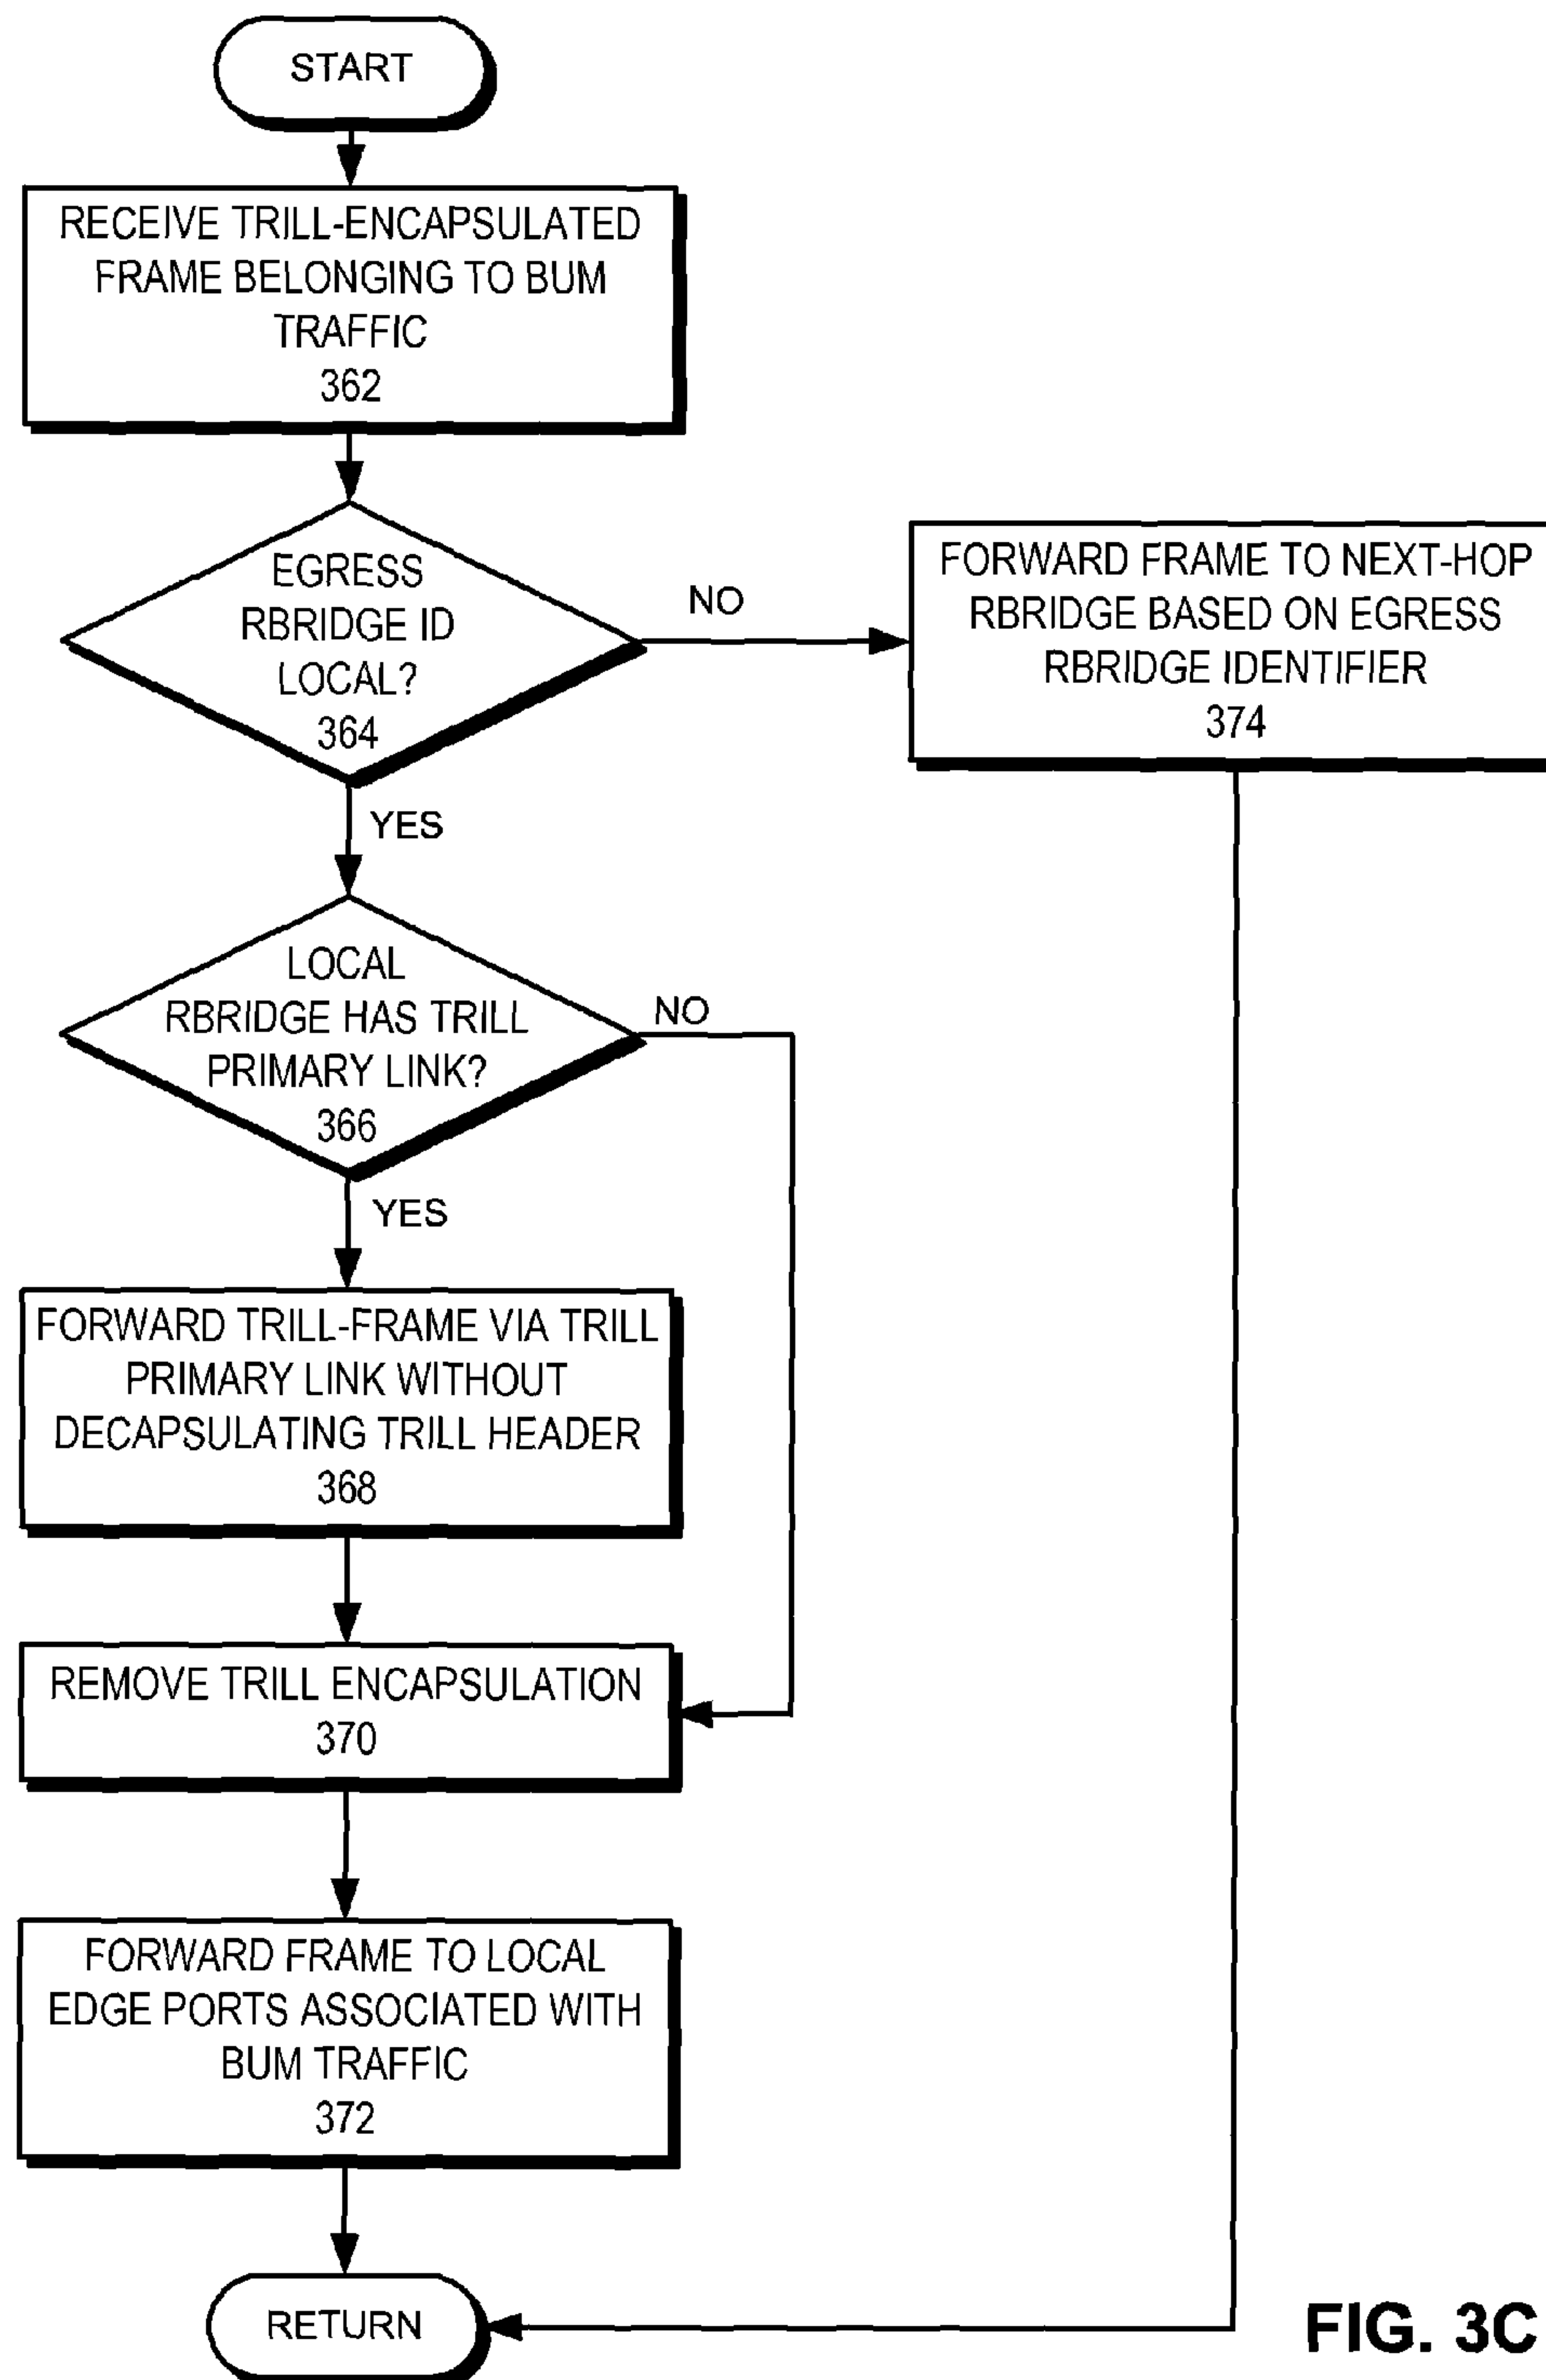 START
RECEIVE TRILL-ENCAPSULATED
FRAME BELONGING TO BUM
TRAFFIC
362
EGRESS
RBRIDGE ID
LOCAL?
364
NO
FORWARD FRAME TO NEXT-HOP
RBRIDGE BASED ON EGRESS
RBRIDGE IDENTIFIER
374
YES
LOCAL
RBRIDGE HAS TRILL
PRIMARY LINK?
366
NO
YES
FORWARD TRILL-FRAME VIA TRILL
PRIMARY LINK WITHOUT
DECAPSULATING TRILL HEADER
368
REMOVE TRILL ENCAPSULATION
370
FORWARD FRAME TO LOCAL
EDGE PORTS ASSOCIATED WITH
BUM TRAFFIC
372
RETURN
FIG. 3C